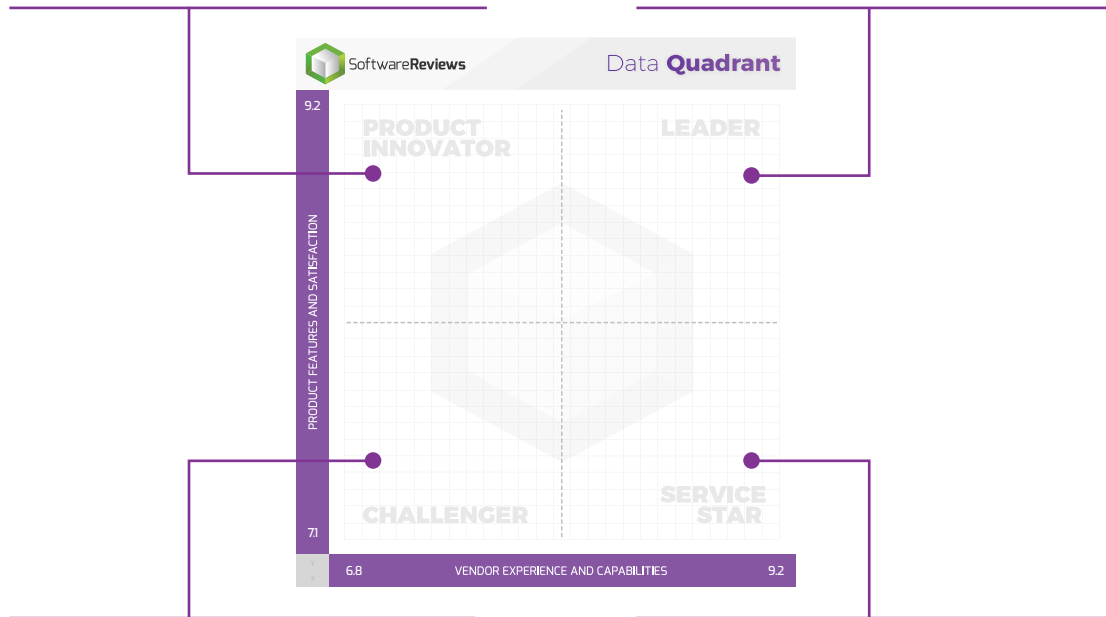 SoftwareReviews
Data Quadrant
9.2
PRODUCT
INNOVATOR
LEADER
PRODUCT FEATURES AND SATISFACTION
CHALLENGER
SERVICE
STAR
7.1
Y
X
6.8
VENDOR EXPERIENCE AND CAPABILITIES
9.2